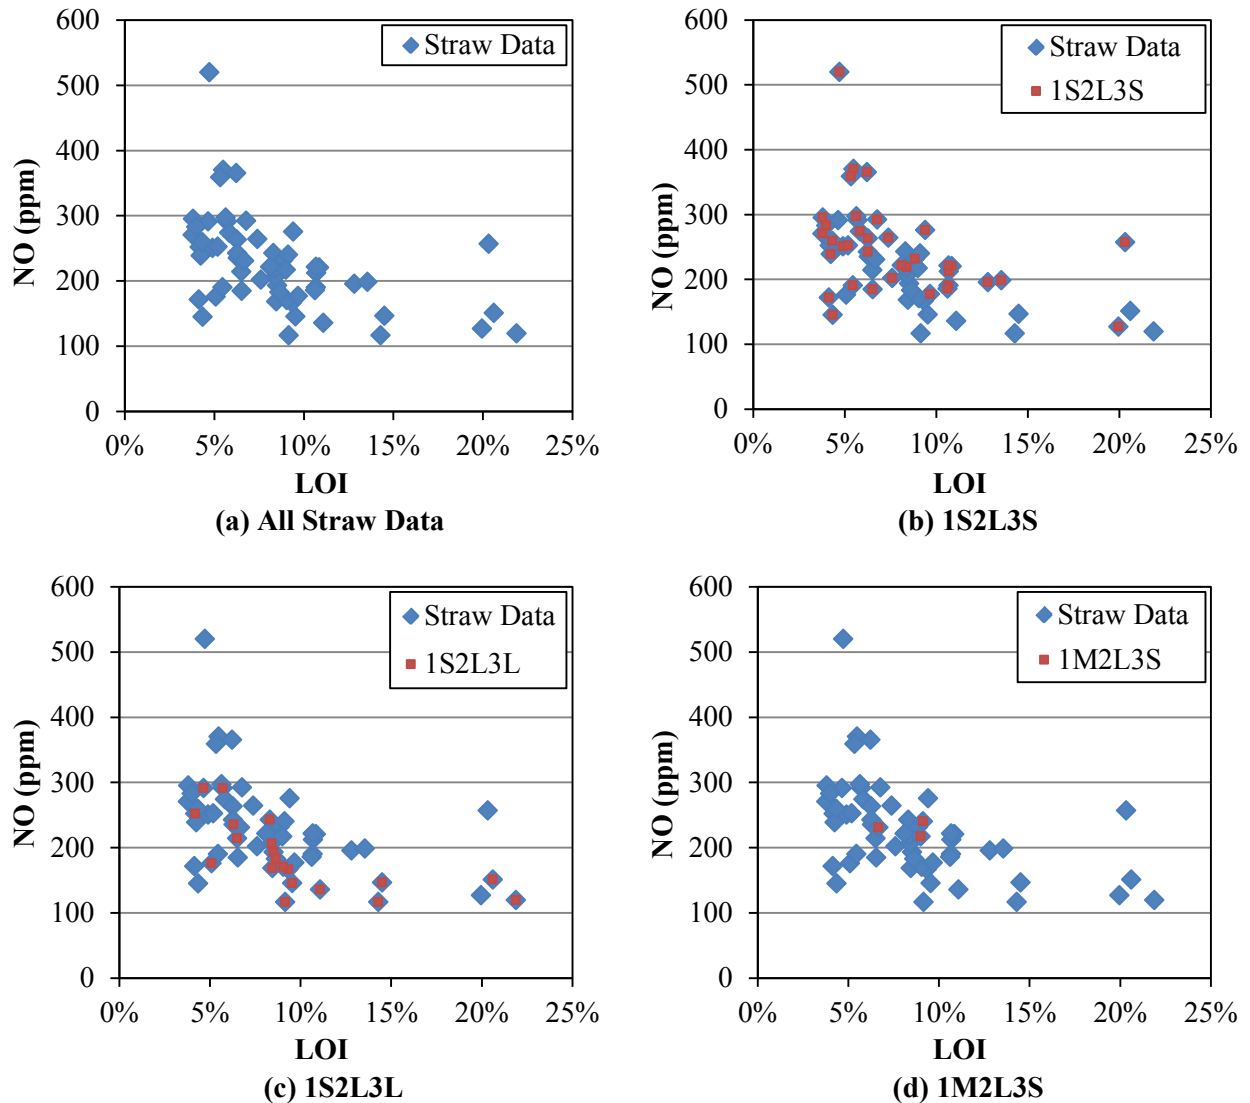 600
500
400
300
200
100
0
NO (ppm)
Straw Data
0% 5% 10% 15% 20% 25%
LOI
(a) All Straw Data
600
500
400
300
200
100
0
NO (ppm)
Straw Data
1S2L3S
0% 5% 10% 15% 20% 25%
LOI
(b) 1S2L3S
600
500
400
300
200
100
0
NO (ppm)
Straw Data
1S2L3L
0% 5% 10% 15% 20% 25%
LOI
(c) 1S2L3L
600
500
400
300
200
100
0
NO (ppm)
Straw Data
1M2L3S
0% 5% 10% 15% 20% 25%
LOI
(d) 1M2L3S